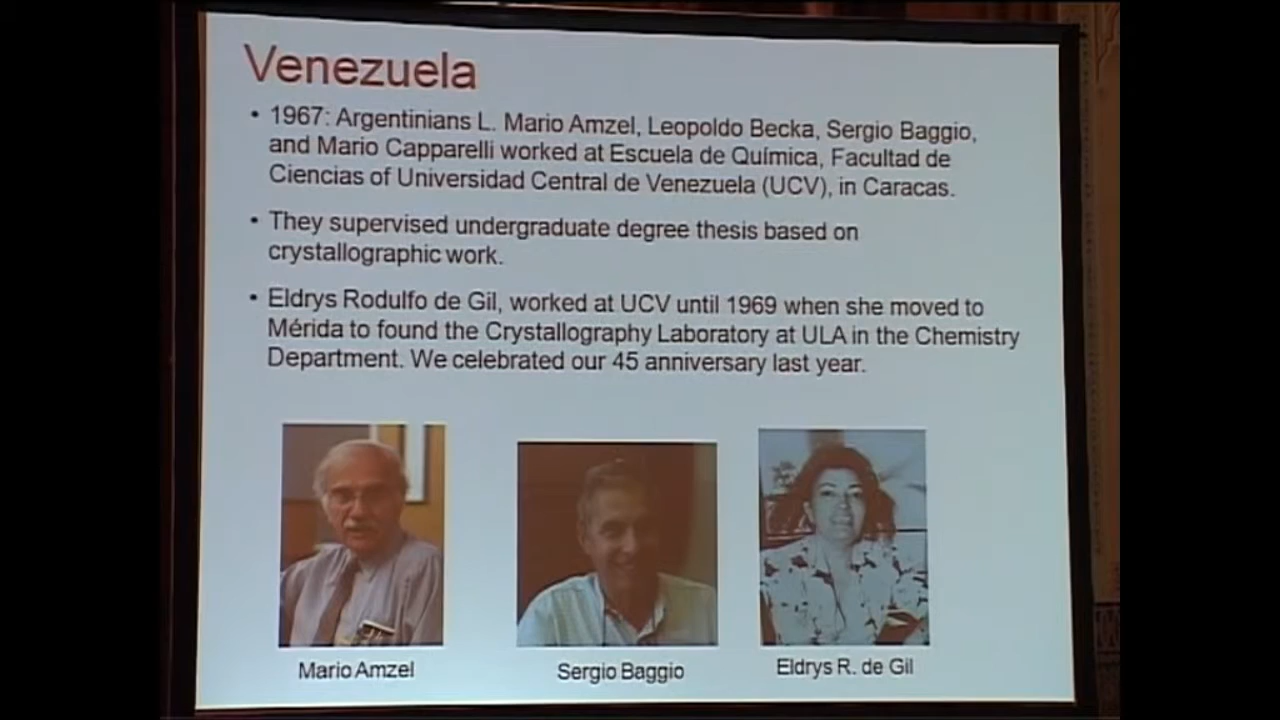 Venezuela
• 1967: Argentinians L. Mario Amzel, Leopoldo Becka, Sergio Baggio,
and Mario Capparelli worked at Escuela de Química, Facultad de
Ciencias of Universidad Central de Venezuela (UCV), in Caracas.
• They supervised undergraduate degree thesis based on
crystallographic work.
• Eldrys Rodulfo de Gil, worked at UCV until 1969 when she moved to
Mérida to found the Crystallography Laboratory at ULA in the Chemistry
Department. We celebrated our 45 anniversary last year.
Mario Amzel
Sergio Baggio
Eldrys R. de Gil